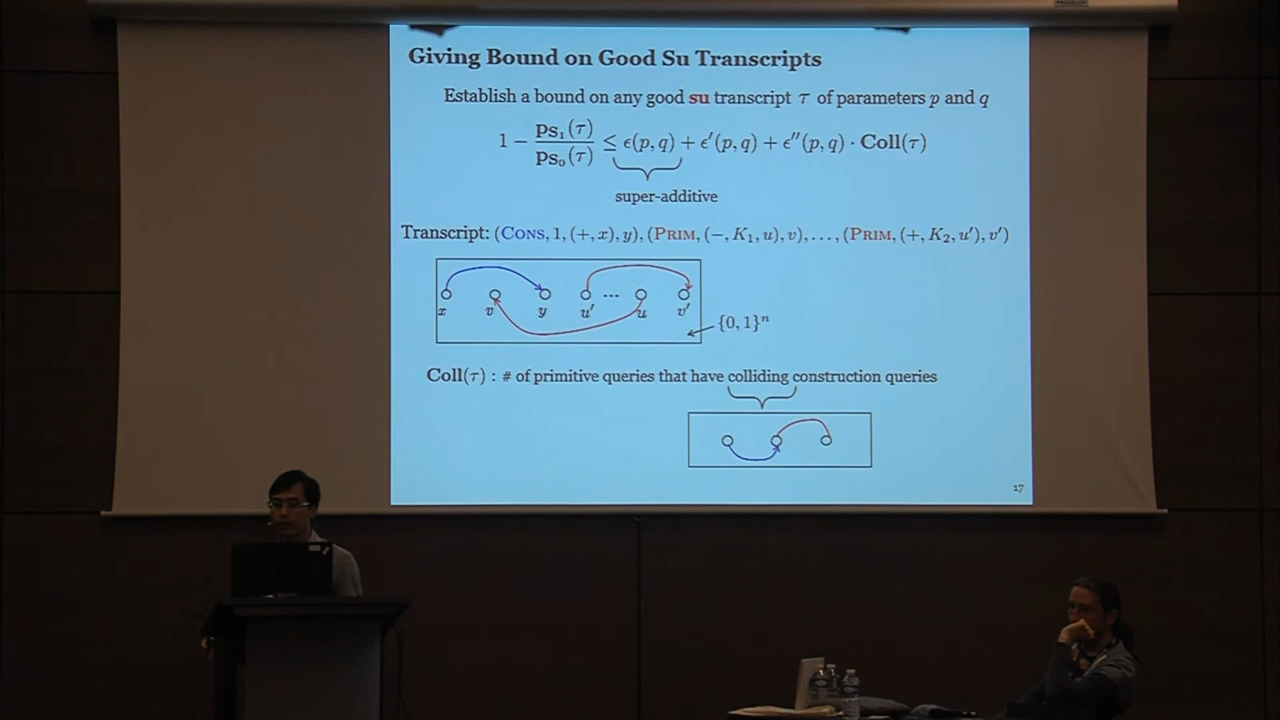 Giving Bound on Good Su Transcripts
Establish a bound on any good su transcript τ of parameters p and q
1 − ps₁(τ) / ps₀(τ) ≤ ϵ(p, q) + ϵ′(p, q) + ϵ″(p, q) · Coll(τ)
super-additive
Transcript: (CONS, 1, (+, x), y), (PRIM, (−, K₁, u), v), . . . , (PRIM, (+, K₂, u′), v′)
...
x v y u′ u v′
{0, 1}ⁿ
Coll(τ) : # of primitive queries that have colliding construction queries
17